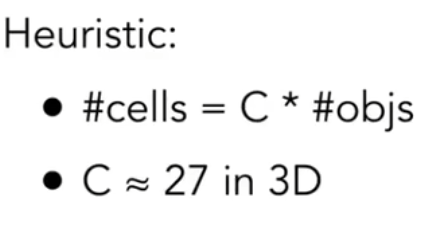 Heuristic:
• #cells = C * #objs
• C ≈ 27 in 3D